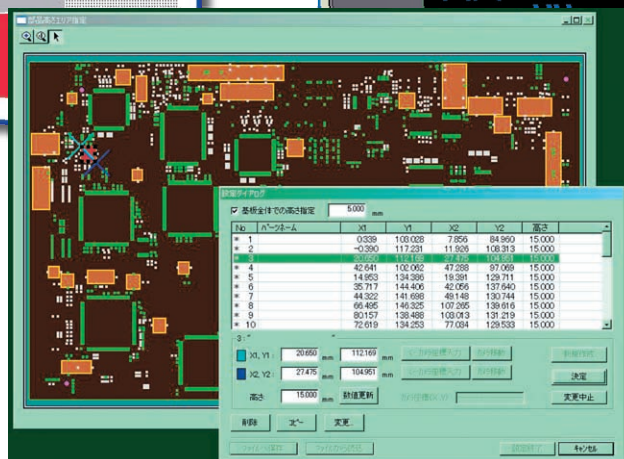 部品高さエリア指定
設定ダイアログ
基板全体での高さ指定 5.000 mm
No パーツネーム X1 Y1 X2 Y2 高さ
* 1 0.339 108.028 7.856 84.960 15.000
* 2 -0.390 117.231 11.926 108.313 15.000
* 3 20.650 112.169 27.475 104.951 15.000
* 4 42.641 102.062 47.288 97.069 15.000
* 5 14.953 134.386 19.391 129.711 15.000
* 6 35.717 144.406 42.056 137.640 15.000
* 7 44.322 141.698 49.148 130.744 15.000
* 8 66.495 146.325 107.265 139.616 15.000
* 9 80.157 138.488 103.013 131.219 15.000
* 10 72.619 134.253 77.084 129.533 15.000
3 : " "
X1, Y1 : 20.650 mm 112.169 mm
X2, Y2 : 27.475 mm 104.951 mm
決定
高さ 15.000 mm 数値更新
変更中止
削除 コピー 変更...
キャンセル